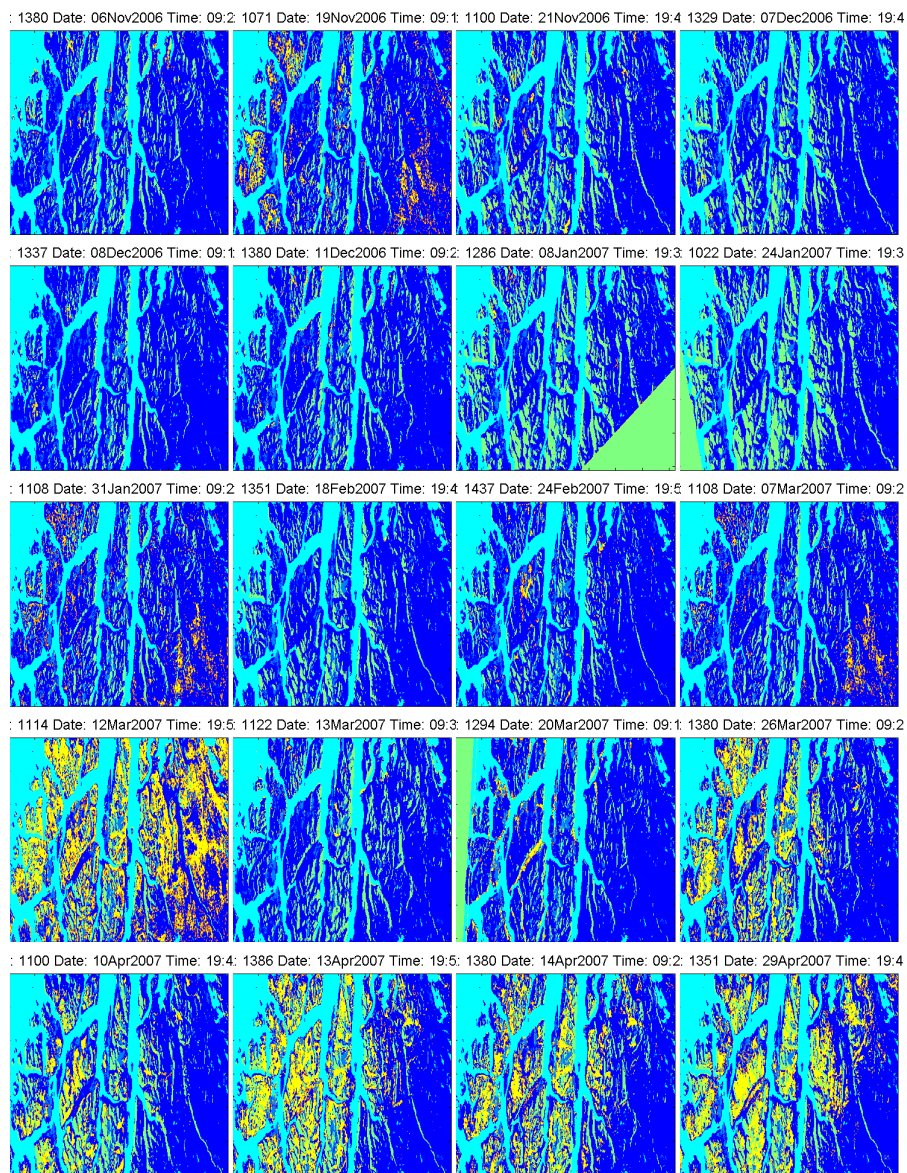 : 1380 Date: 06Nov2006 Time: 09:2 1071 Date: 19Nov2006 Time: 09:1 1100 Date: 21Nov2006 Time: 19:4 1329 Date: 07Dec2006 Time: 19:4
: 1337 Date: 08Dec2006 Time: 09:1 1380 Date: 11Dec2006 Time: 09:2 1286 Date: 08Jan2007 Time: 19:3 1022 Date: 24Jan2007 Time: 19:3
: 1108 Date: 31Jan2007 Time: 09:2 1351 Date: 18Feb2007 Time: 19:4 1437 Date: 24Feb2007 Time: 19:5 1108 Date: 07Mar2007 Time: 09:2
: 1114 Date: 12Mar2007 Time: 19:5 1122 Date: 13Mar2007 Time: 09:3 1294 Date: 20Mar2007 Time: 09:1 1380 Date: 26Mar2007 Time: 09:2
: 1100 Date: 10Apr2007 Time: 19:4 1386 Date: 13Apr2007 Time: 19:5 1380 Date: 14Apr2007 Time: 09:2 1351 Date: 29Apr2007 Time: 19:4